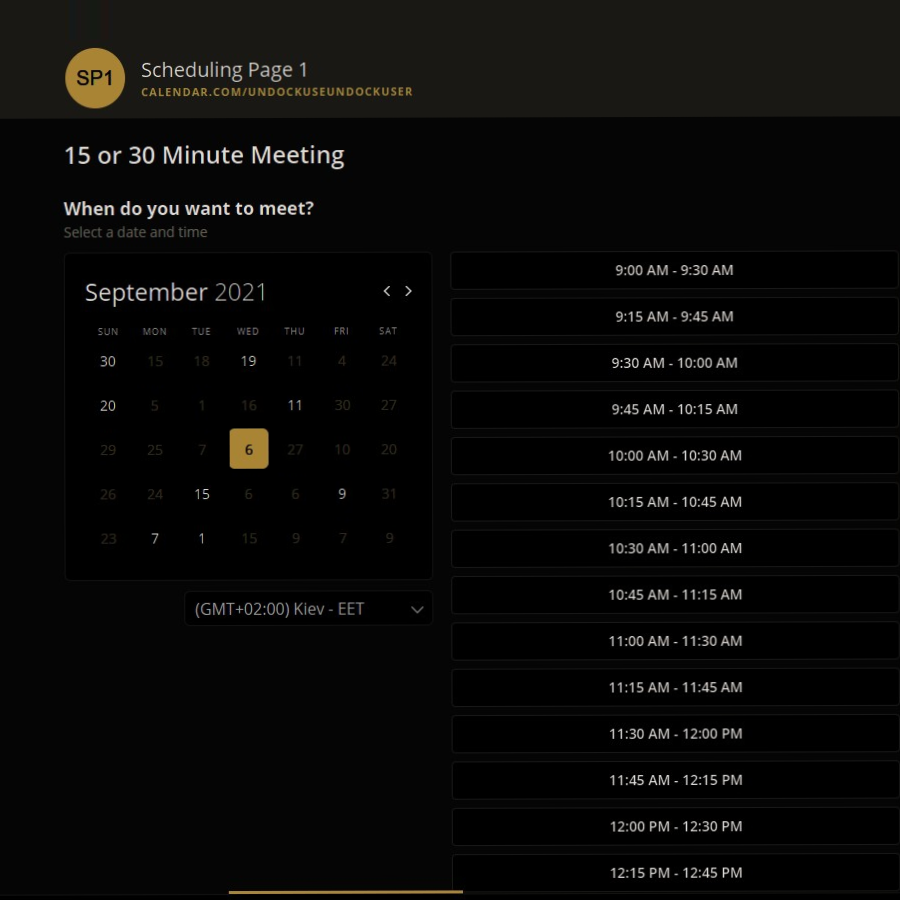 SP1
Scheduling Page 1
CALENDAR.COM/UNDOCKUSEUNDOCKUSER
15 or 30 Minute Meeting
When do you want to meet?
Select a date and time
September 2021
SUN MON TUE WED THU FRI SAT
30 15 18 19 11 4 24
20 5 1 16 11 30 27
29 25 7 6 27 10 20
26 24 15 6 6 9 31
23 7 1 15 9 7 9
(GMT+02:00) Kiev - EET
9:00 AM - 9:30 AM
9:15 AM - 9:45 AM
9:30 AM - 10:00 AM
9:45 AM - 10:15 AM
10:00 AM - 10:30 AM
10:15 AM - 10:45 AM
10:30 AM - 11:00 AM
10:45 AM - 11:15 AM
11:00 AM - 11:30 AM
11:15 AM - 11:45 AM
11:30 AM - 12:00 PM
11:45 AM - 12:15 PM
12:00 PM - 12:30 PM
12:15 PM - 12:45 PM